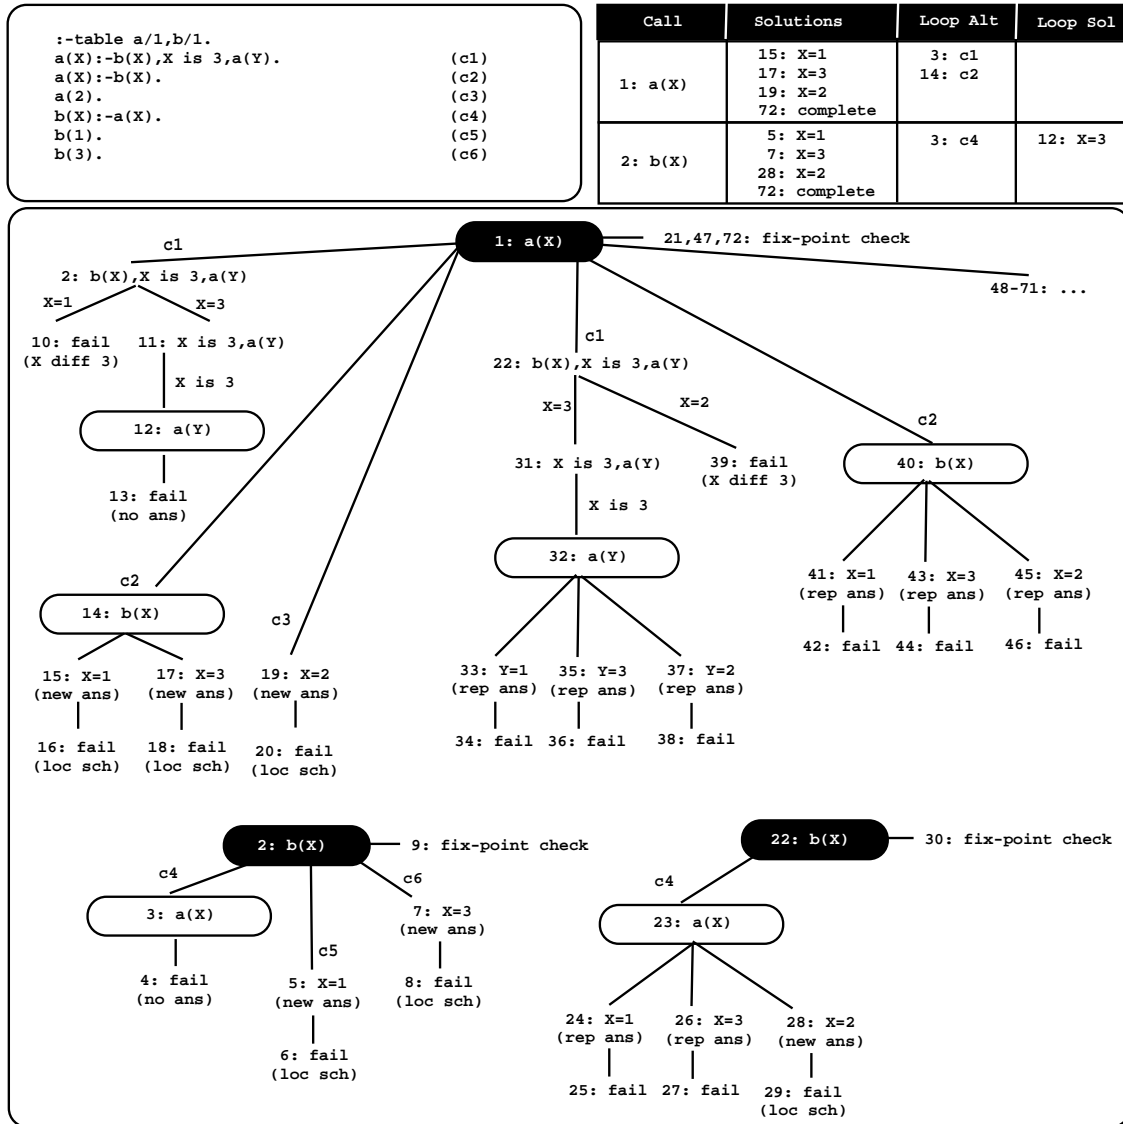 :-table a/1,b/1.
a(X):-b(X),X is 3,a(Y). (c1)
a(X):-b(X). (c2)
a(2). (c3)
b(X):-a(X). (c4)
b(1). (c5)
b(3). (c6)
Call Solutions Loop Alt Loop Sol
1: a(X)
15: X=1
17: X=3
19: X=2
72: complete
3: c1
14: c2
2: b(X)
5: X=1
7: X=3
28: X=2
72: complete
3: c4
12: X=3
1: a(X)
21,47,72: fix-point check
c1
2: b(X),X is 3,a(Y)
48-71: ...
X=1
X=3
10: fail
(X diff 3)
11: X is 3,a(Y)
X is 3
12: a(Y)
13: fail
(no ans)
c1
22: b(X),X is 3,a(Y)
X=3
X=2
31: X is 3,a(Y)
39: fail
(X diff 3)
X is 3
32: a(Y)
c2
40: b(X)
41: X=1
(rep ans)
43: X=3
(rep ans)
45: X=2
(rep ans)
42: fail
44: fail
46: fail
c2
14: b(X)
c3
15: X=1
(new ans)
17: X=3
(new ans)
19: X=2
(new ans)
16: fail
(loc sch)
18: fail
(loc sch)
20: fail
(loc sch)
33: Y=1
(rep ans)
35: Y=3
(rep ans)
37: Y=2
(rep ans)
34: fail
36: fail
38: fail
2: b(X)
9: fix-point check
c4
c6
3: a(X)
7: X=3
(new ans)
c5
4: fail
(no ans)
5: X=1
(new ans)
8: fail
(loc sch)
6: fail
(loc sch)
22: b(X)
30: fix-point check
c4
23: a(X)
24: X=1
(rep ans)
26: X=3
(rep ans)
28: X=2
(new ans)
25: fail
27: fail
29: fail
(loc sch)